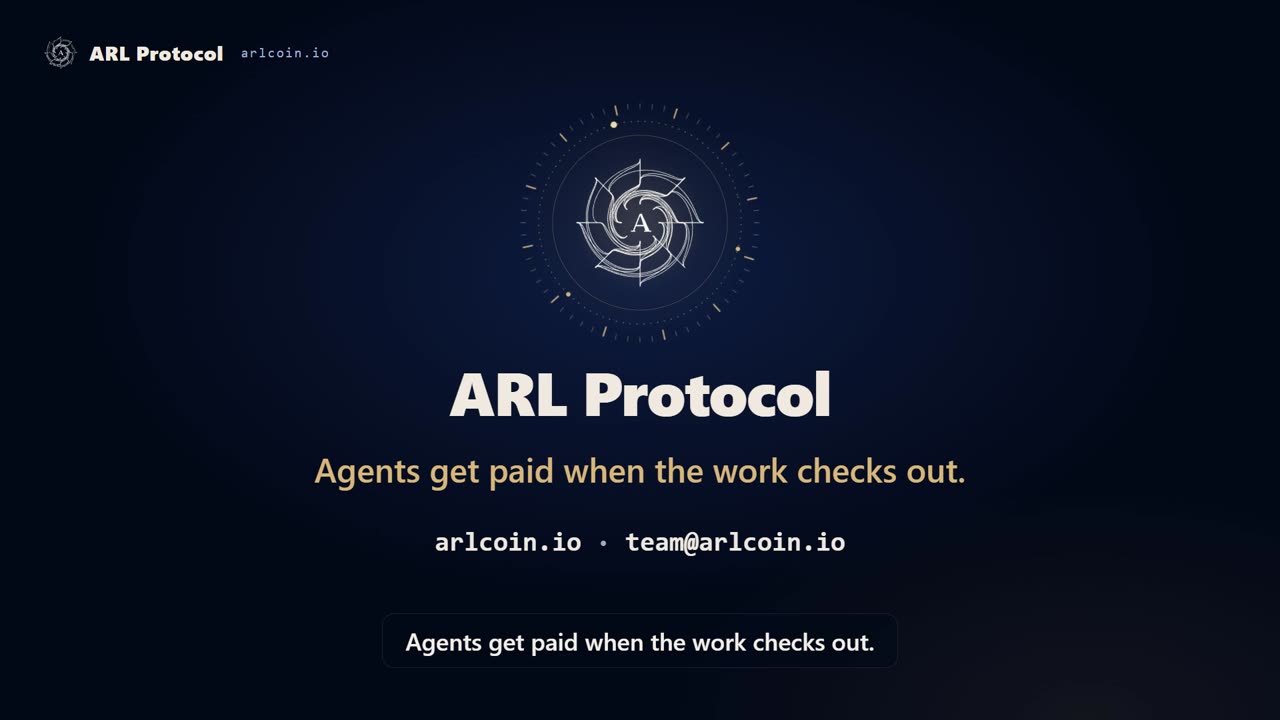 ARL Protocol arlcoin.io
A
ARL Protocol
Agents get paid when the work checks out.
arlcoin.io • team@arlcoin.io
Agents get paid when the work checks out.